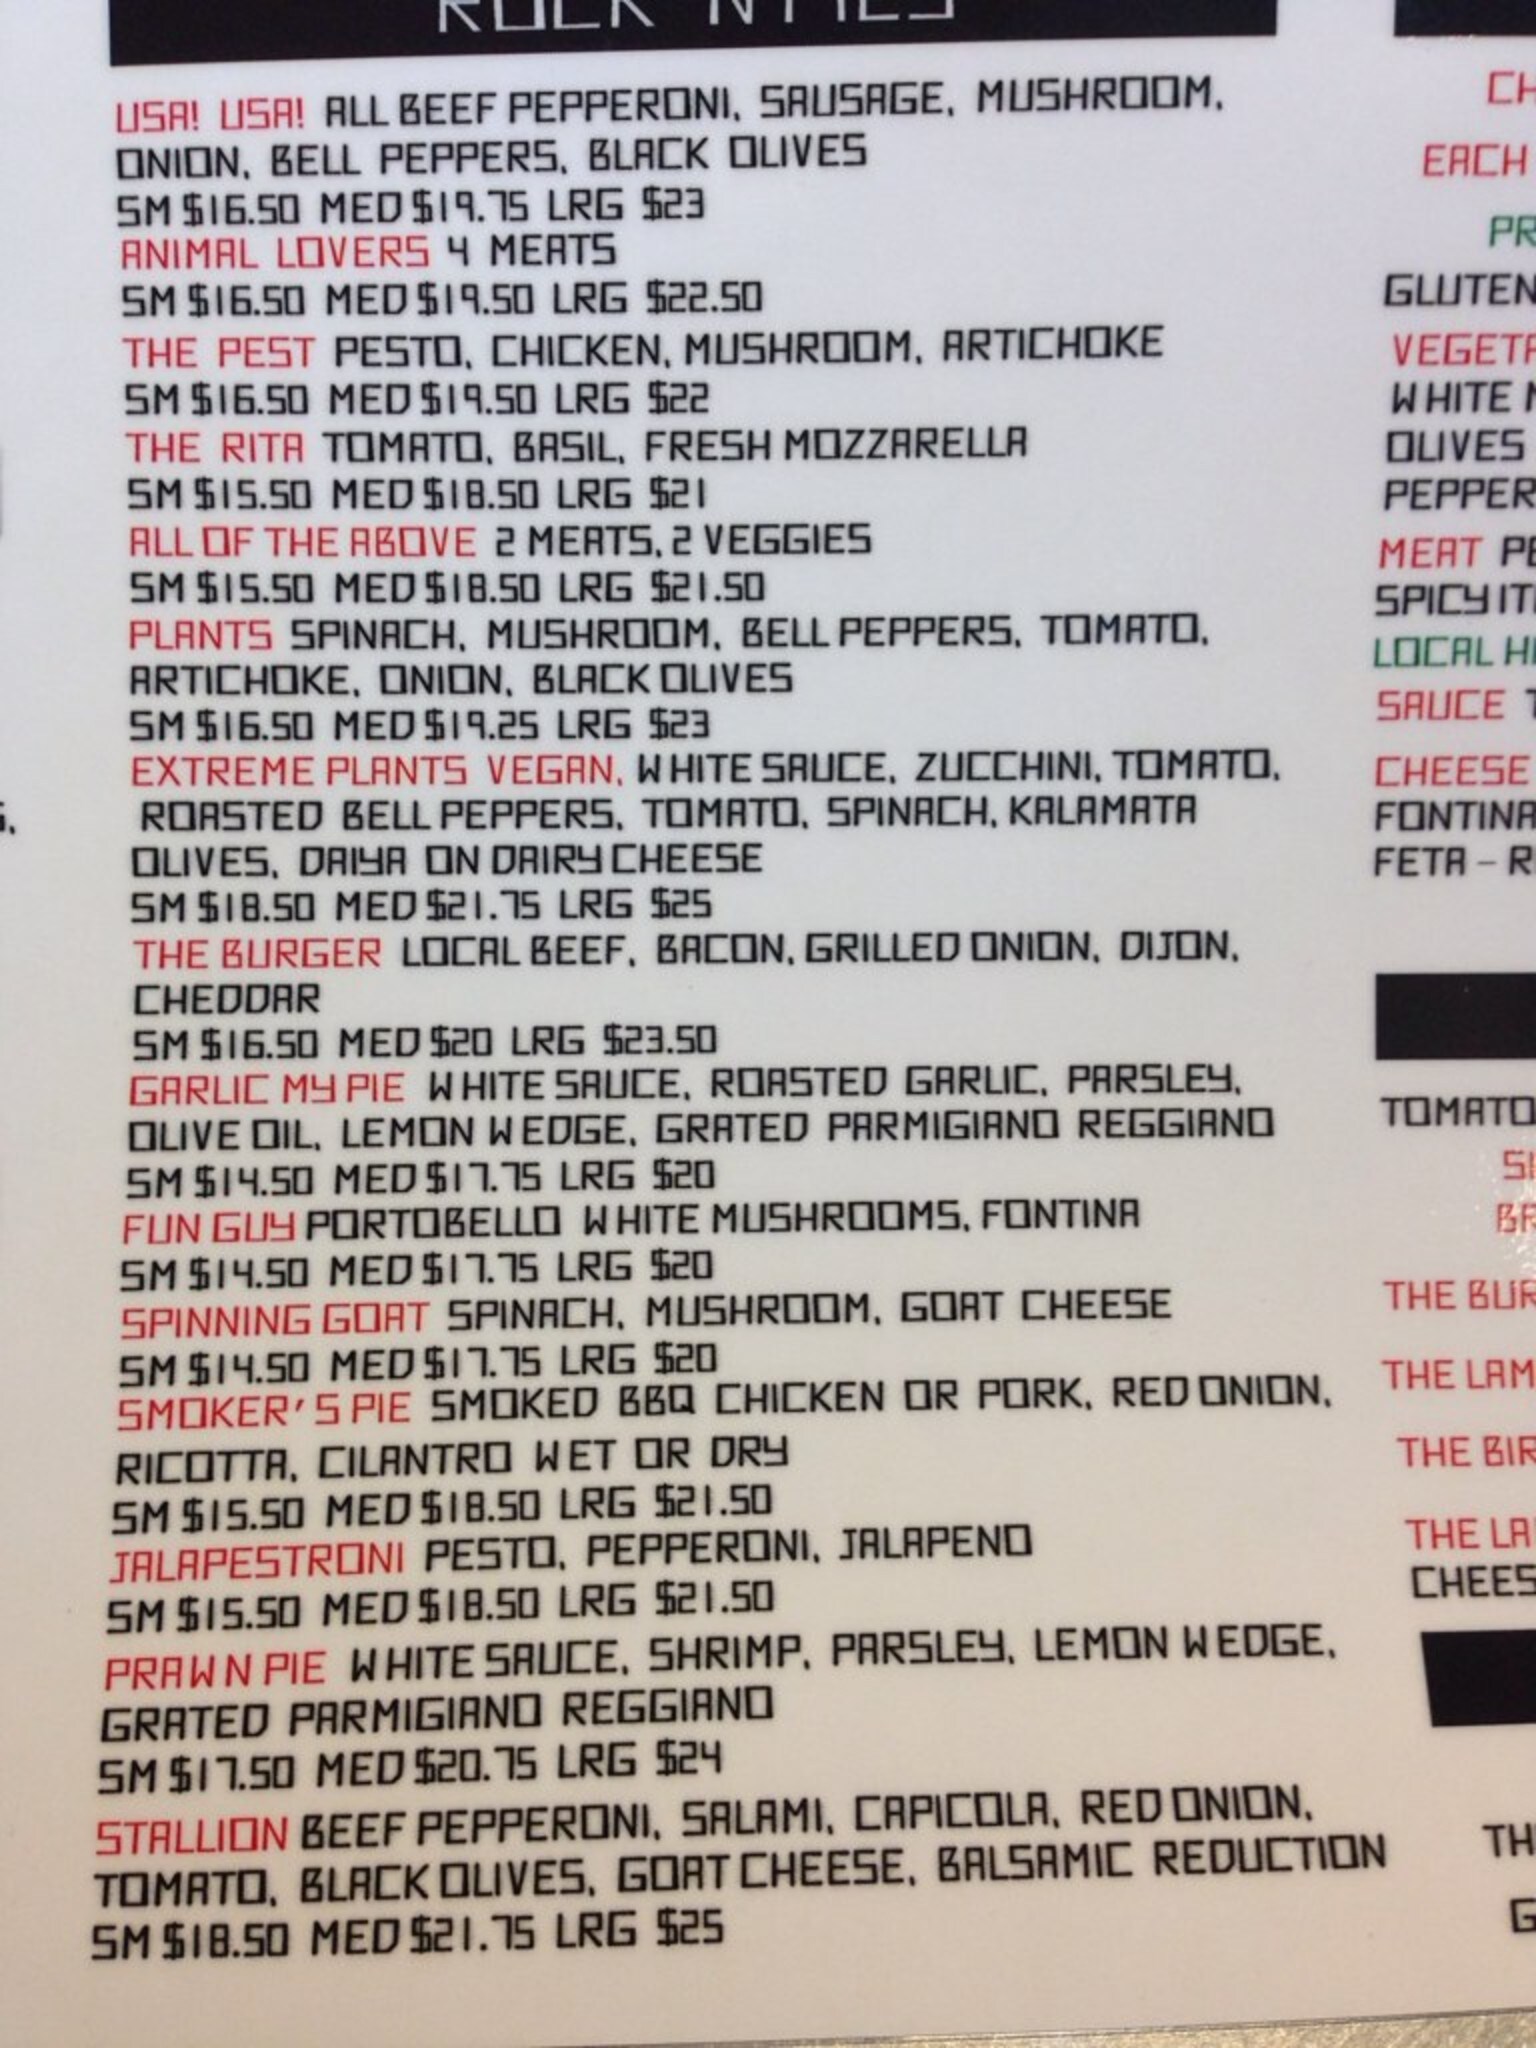 ROCK 'N PIES
USA! USA! ALL BEEF PEPPERONI, SAUSAGE, MUSHROOM,
ONION, BELL PEPPERS, BLACK OLIVES
SM $16.50 MED $19.75 LRG $23
ANIMAL LOVERS 4 MEATS
SM $16.50 MED $19.50 LRG $22.50
THE PEST PESTO, CHICKEN, MUSHROOM, ARTICHOKE
SM $16.50 MED $19.50 LRG $22
THE RITA TOMATO, BASIL, FRESH MOZZARELLA
SM $15.50 MED $18.50 LRG $21
ALL OF THE ABOVE 2 MEATS, 2 VEGGIES
SM $15.50 MED $18.50 LRG $21.50
PLANTS SPINACH, MUSHROOM, BELL PEPPERS, TOMATO,
ARTICHOKE, ONION, BLACK OLIVES
SM $16.50 MED $19.25 LRG $23
EXTREME PLANTS VEGAN, WHITE SAUCE, ZUCCHINI, TOMATO,
ROASTED BELL PEPPERS, TOMATO, SPINACH, KALAMATA
OLIVES, DAIYA ON DAIRY CHEESE
SM $18.50 MED $21.75 LRG $25
THE BURGER LOCAL BEEF, BACON, GRILLED ONION, DIJON,
CHEDDAR
SM $16.50 MED $20 LRG $23.50
GARLIC MY PIE WHITE SAUCE, ROASTED GARLIC, PARSLEY,
OLIVE OIL, LEMON WEDGE, GRATED PARMIGIANO REGGIANO
SM $14.50 MED $17.75 LRG $20
FUN GUY PORTOBELLO WHITE MUSHROOMS, FONTINA
SM $14.50 MED $17.75 LRG $20
SPINNING GOAT SPINACH, MUSHROOM, GOAT CHEESE
SM $14.50 MED $17.75 LRG $20
SMOKER'S PIE SMOKED BBQ CHICKEN OR PORK, RED ONION,
RICOTTA, CILANTRO WET OR DRY
SM $15.50 MED $18.50 LRG $21.50
JALAPESTRONI PESTO, PEPPERONI, JALAPENO
SM $15.50 MED $18.50 LRG $21.50
PRAWN PIE WHITE SAUCE, SHRIMP, PARSLEY, LEMON WEDGE,
GRATED PARMIGIANO REGGIANO
SM $17.50 MED $20.75 LRG $24
STALLION BEEF PEPPERONI, SALAMI, CAPICOLA, RED ONION,
TOMATO, BLACK OLIVES, GOAT CHEESE, BALSAMIC REDUCTION
SM $18.50 MED $21.75 LRG $25
EACH
GLUTEN
WHITE
OLIVES
PEPPER
MEAT
SPICY
LOCAL
SAUCE
CHEESE
FONTINA
FETA –
TOMATO
THE
THE
THE
THE